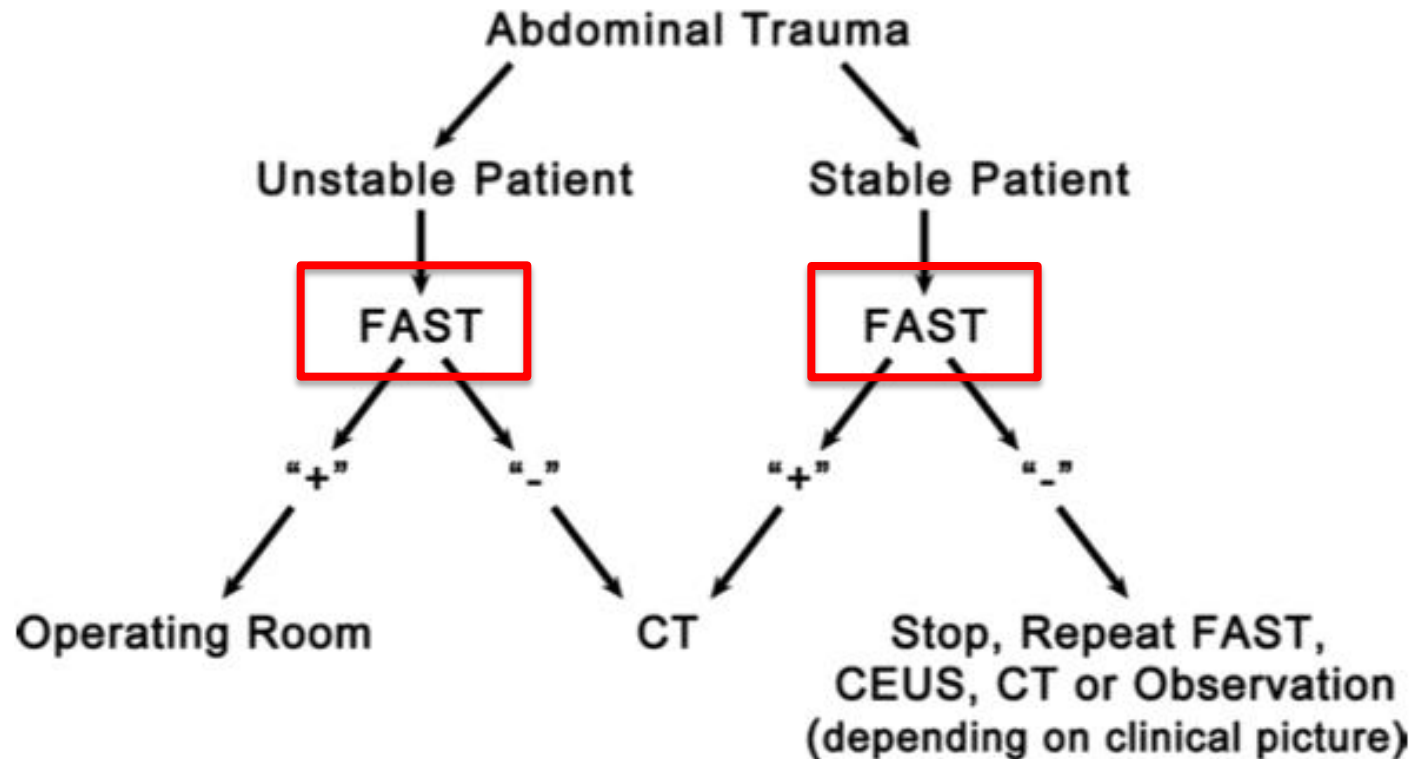 Abdominal Trauma
Unstable Patient
Stable Patient
FAST
FAST
“+”
“-”
“+”
“-”
Operating Room
CT
Stop, Repeat FAST,
CEUS, CT or Observation
(depending on clinical picture)